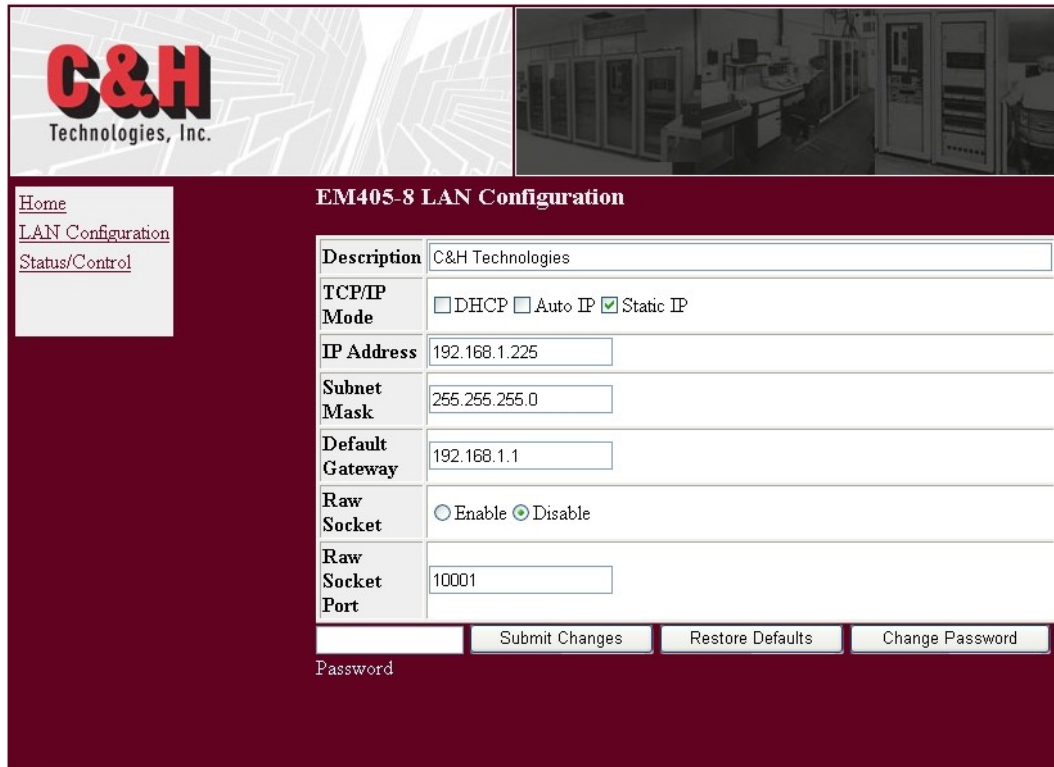 C&H
Technologies, Inc.
Home
LAN Configuration
Status/Control
EM405-8 LAN Configuration
Description C&H Technologies
TCP/IP
Mode
DHCP Auto IP Static IP
IP Address 192.168.1.225
Subnet
Mask
255.255.255.0
Default
Gateway
192.168.1.1
Raw
Socket
Enable Disable
Raw
Socket
Port
10001
Submit Changes Restore Defaults Change Password
Password